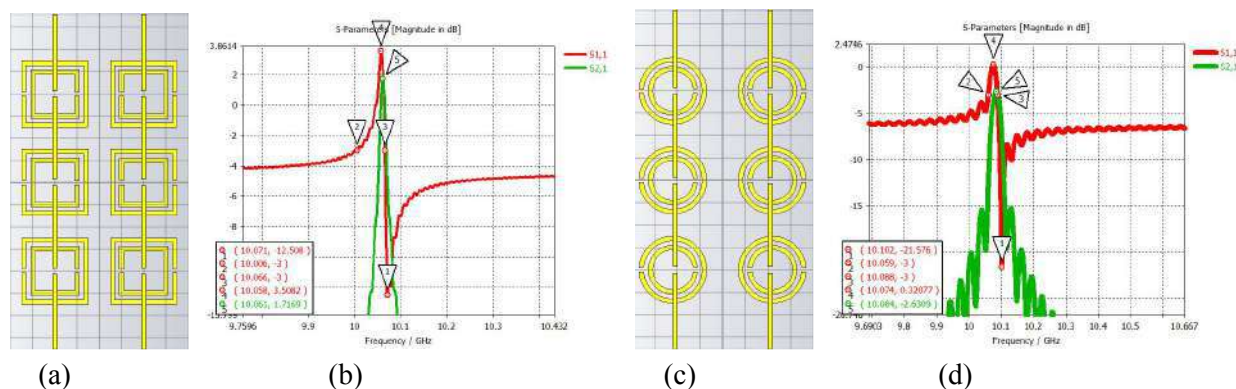 S-Parameters [Magnitude in dB]
3.8614
2
0
-2
-4
-6
-8
S1,1
S2,1
4
5
2
3
1
( 10.071, -12.508 )
( 10.006, -3 )
( 10.066, -3 )
( 10.058, 3.5082 )
( 10.061, 1.7169 )
9.7596 9.9 10 10.1 10.2 10.3 10.432
Frequency / GHz
S-Parameters [Magnitude in dB]
2.4746
0
-5
-10
-15
S1,1
S2,1
4
2
5
3
1
( 10.102, -21.576 )
( 10.059, -3 )
( 10.088, -3 )
( 10.074, 0.32077 )
( 10.084, -2.6309 )
9.6903 9.8 10 10.1 10.2 10.3 10.4 10.5 10.667
Frequency / GHz
(a) (b) (c) (d)